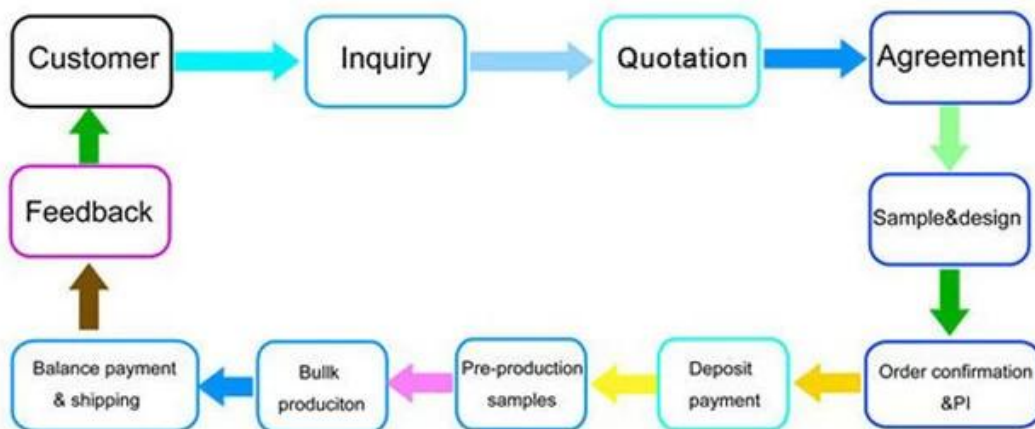 Customer
Inquiry
Quotation
Agreement
Sample&design
Order confirmation
&PI
Deposit
payment
Pre-production
samples
Bullk
produciton
Balance payment
& shipping
Feedback